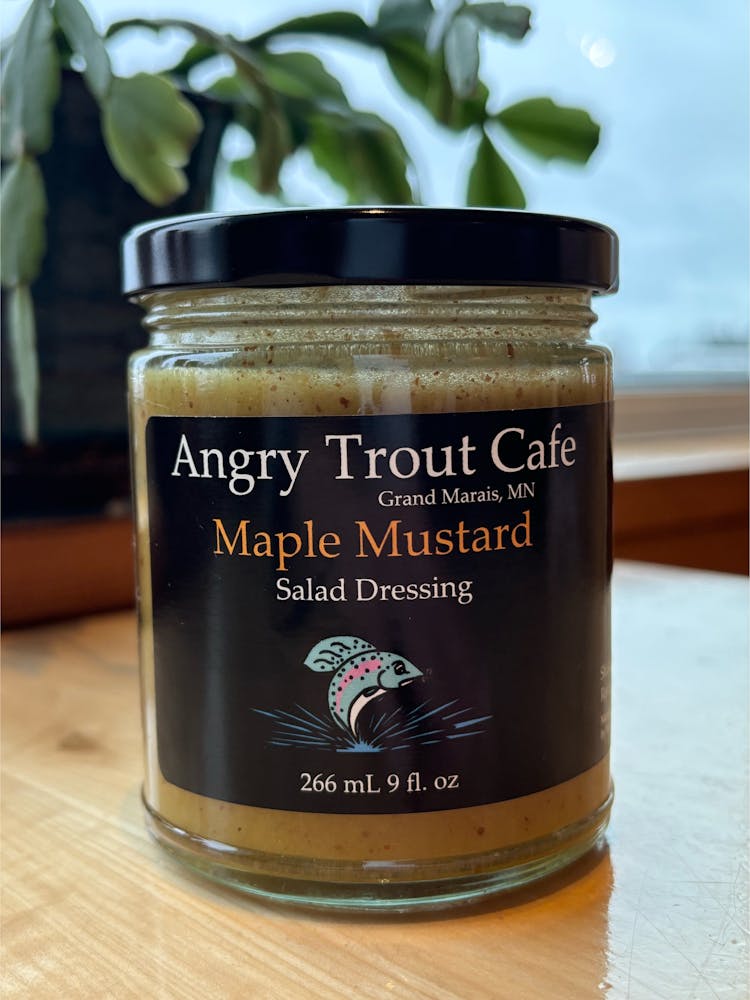 Angry Trout Cafe
Grand Marais, MN
Maple Mustard
Salad Dressing
266 mL 9 fl. oz